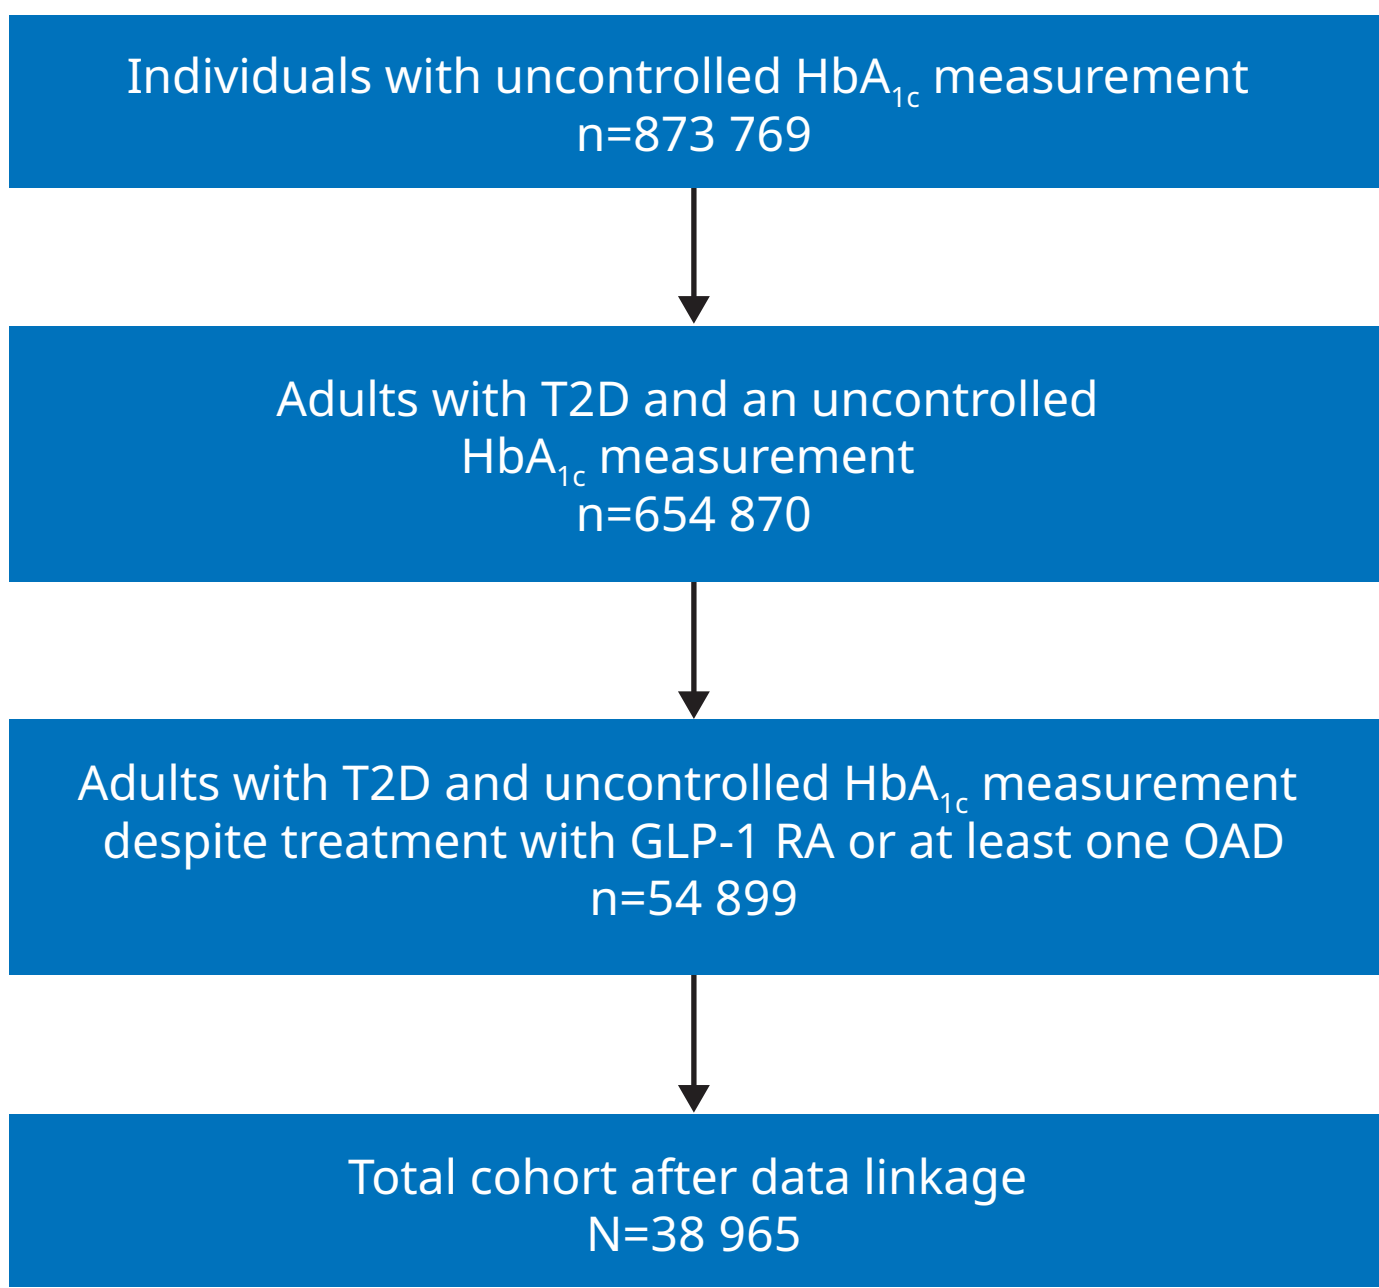 Individuals with uncontrolled HbA1c measurement
n=873 769
Adults with T2D and an uncontrolled
HbA1c measurement
n=654 870
Adults with T2D and uncontrolled HbA1c measurement
despite treatment with GLP-1 RA or at least one OAD
n=54 899
Total cohort after data linkage
N=38 965